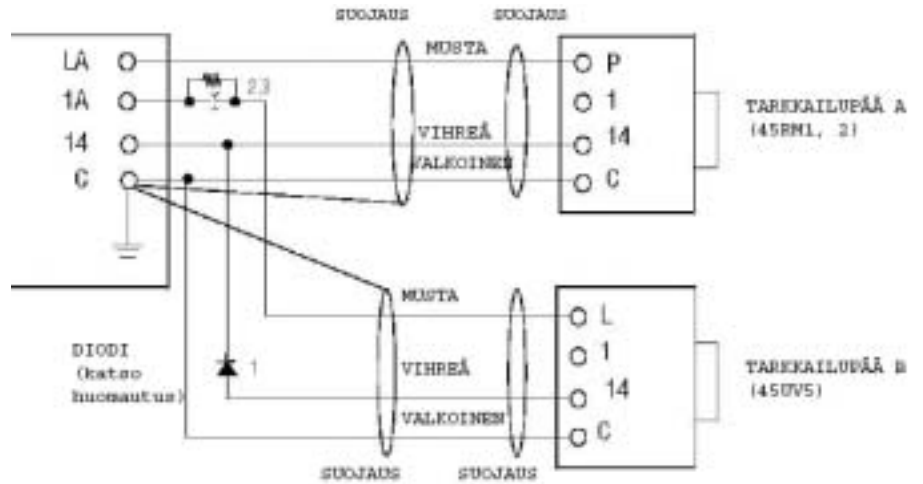 SUOJAUS SUOJAUS
LA MUSTA P
1A 2,3 1 TARKKAILUPÄÄ A
14 VIHREÄ 14 (45RM1, 2)
C VALKOINEN C
MUSTA L
DIODI 1
(katso 1 VIHREÄ TARKKAILUPÄÄ B
huomautus) 14 (45UV5)
VALKOINEN C
SUOJAUS SUOJAUS